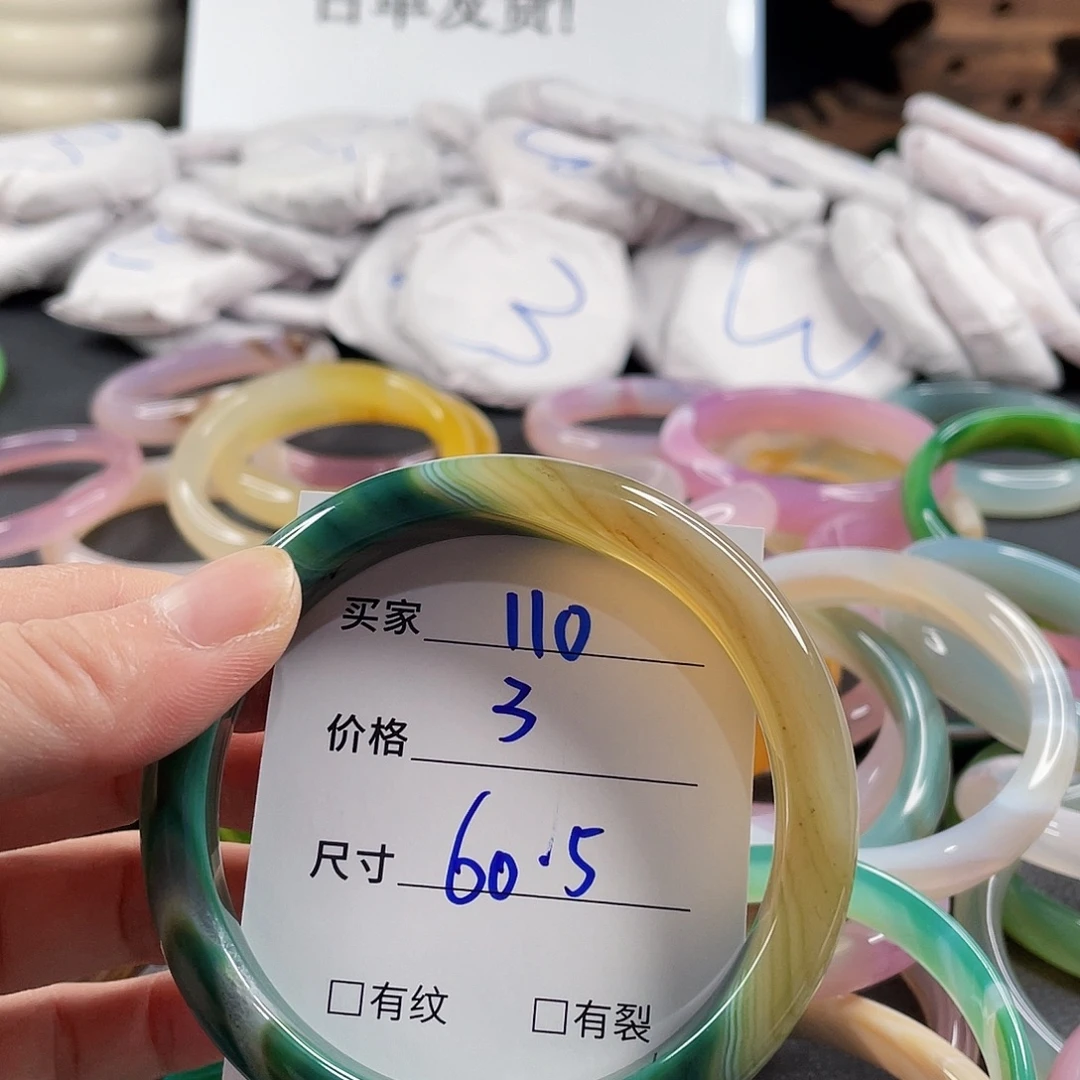 买家 110
价格 3
尺寸 60.5
□有纹 □有裂